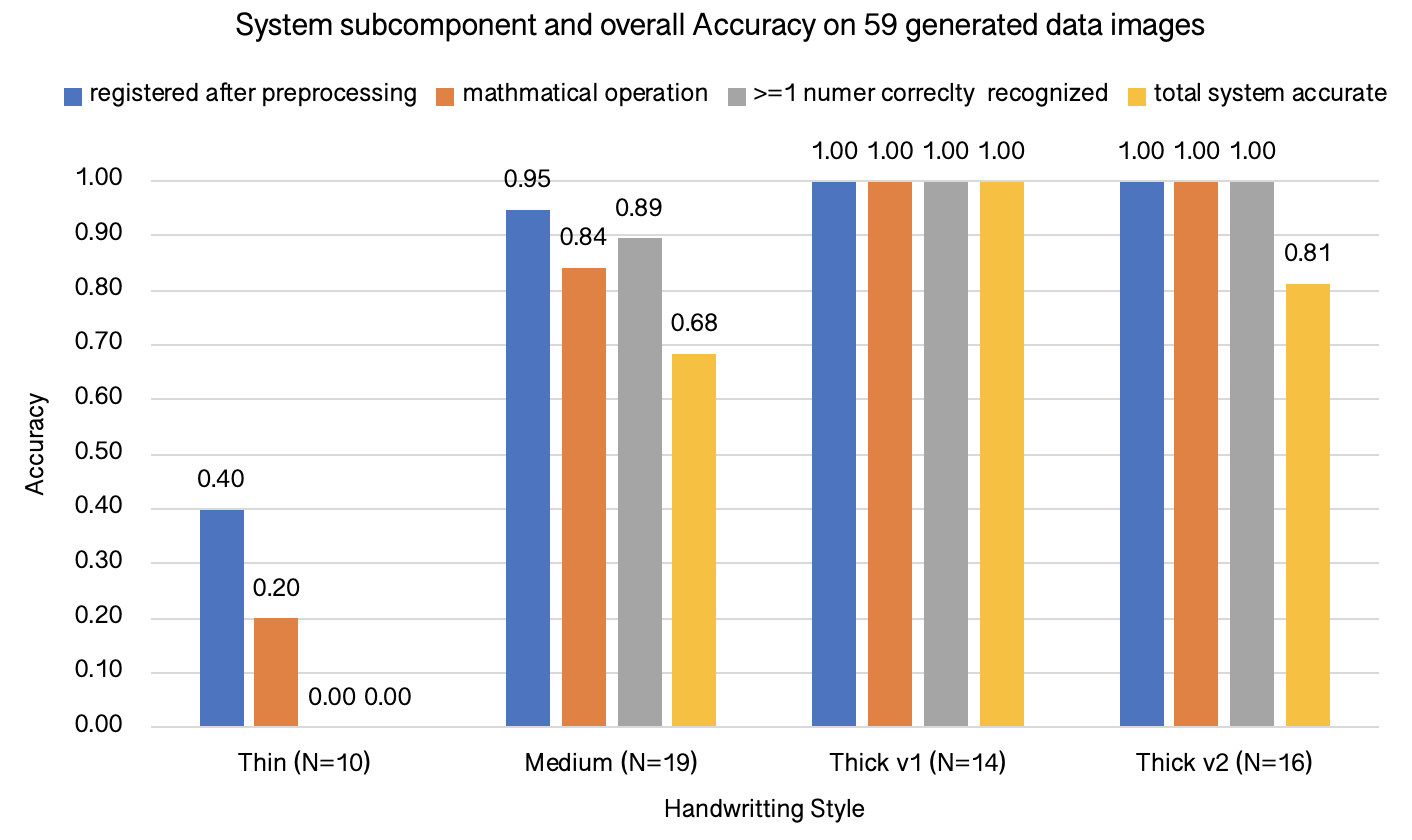 System subcomponent and overall Accuracy on 59 generated data images
registered after preprocessing mathmatical operation >=1 numer correclty recognized total system accurate
1.00
0.90
0.80
0.70
0.60
0.50
0.40
0.30
0.20
0.10
0.00
Accuracy
0.40
0.20
0.00 0.00
0.95
0.84
0.89
0.68
1.00 1.00 1.00 1.00
1.00 1.00 1.00
0.81
Thin (N=10) Medium (N=19) Thick v1 (N=14) Thick v2 (N=16)
Handwritting Style